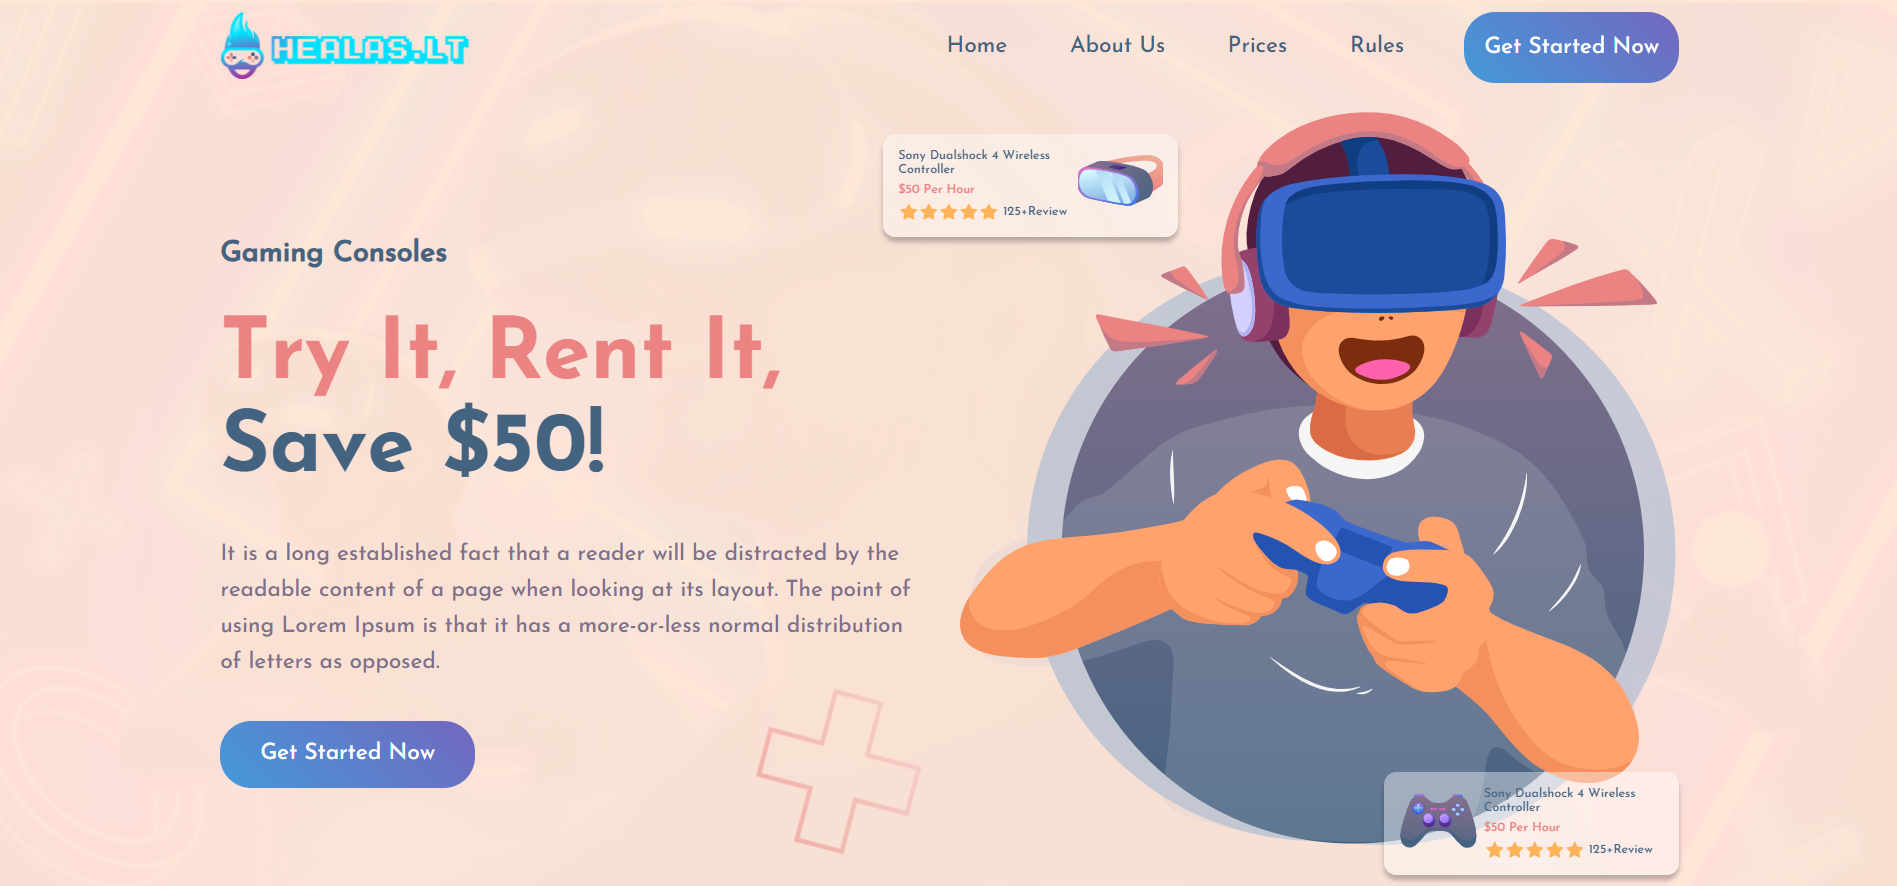 HEALAS.LT
Home
About Us
Prices
Rules
Get Started Now
Sony Dualshock 4 Wireless
Controller
$50 Per Hour
125+Review
Gaming Consoles
Try It, Rent It,
Save $50!
It is a long established fact that a reader will be distracted by the
readable content of a page when looking at its layout. The point of
using Lorem Ipsum is that it has a more-or-less normal distribution
of letters as opposed.
Get Started Now
Sony Dualshock 4 Wireless
Controller
$50 Per Hour
125+Review